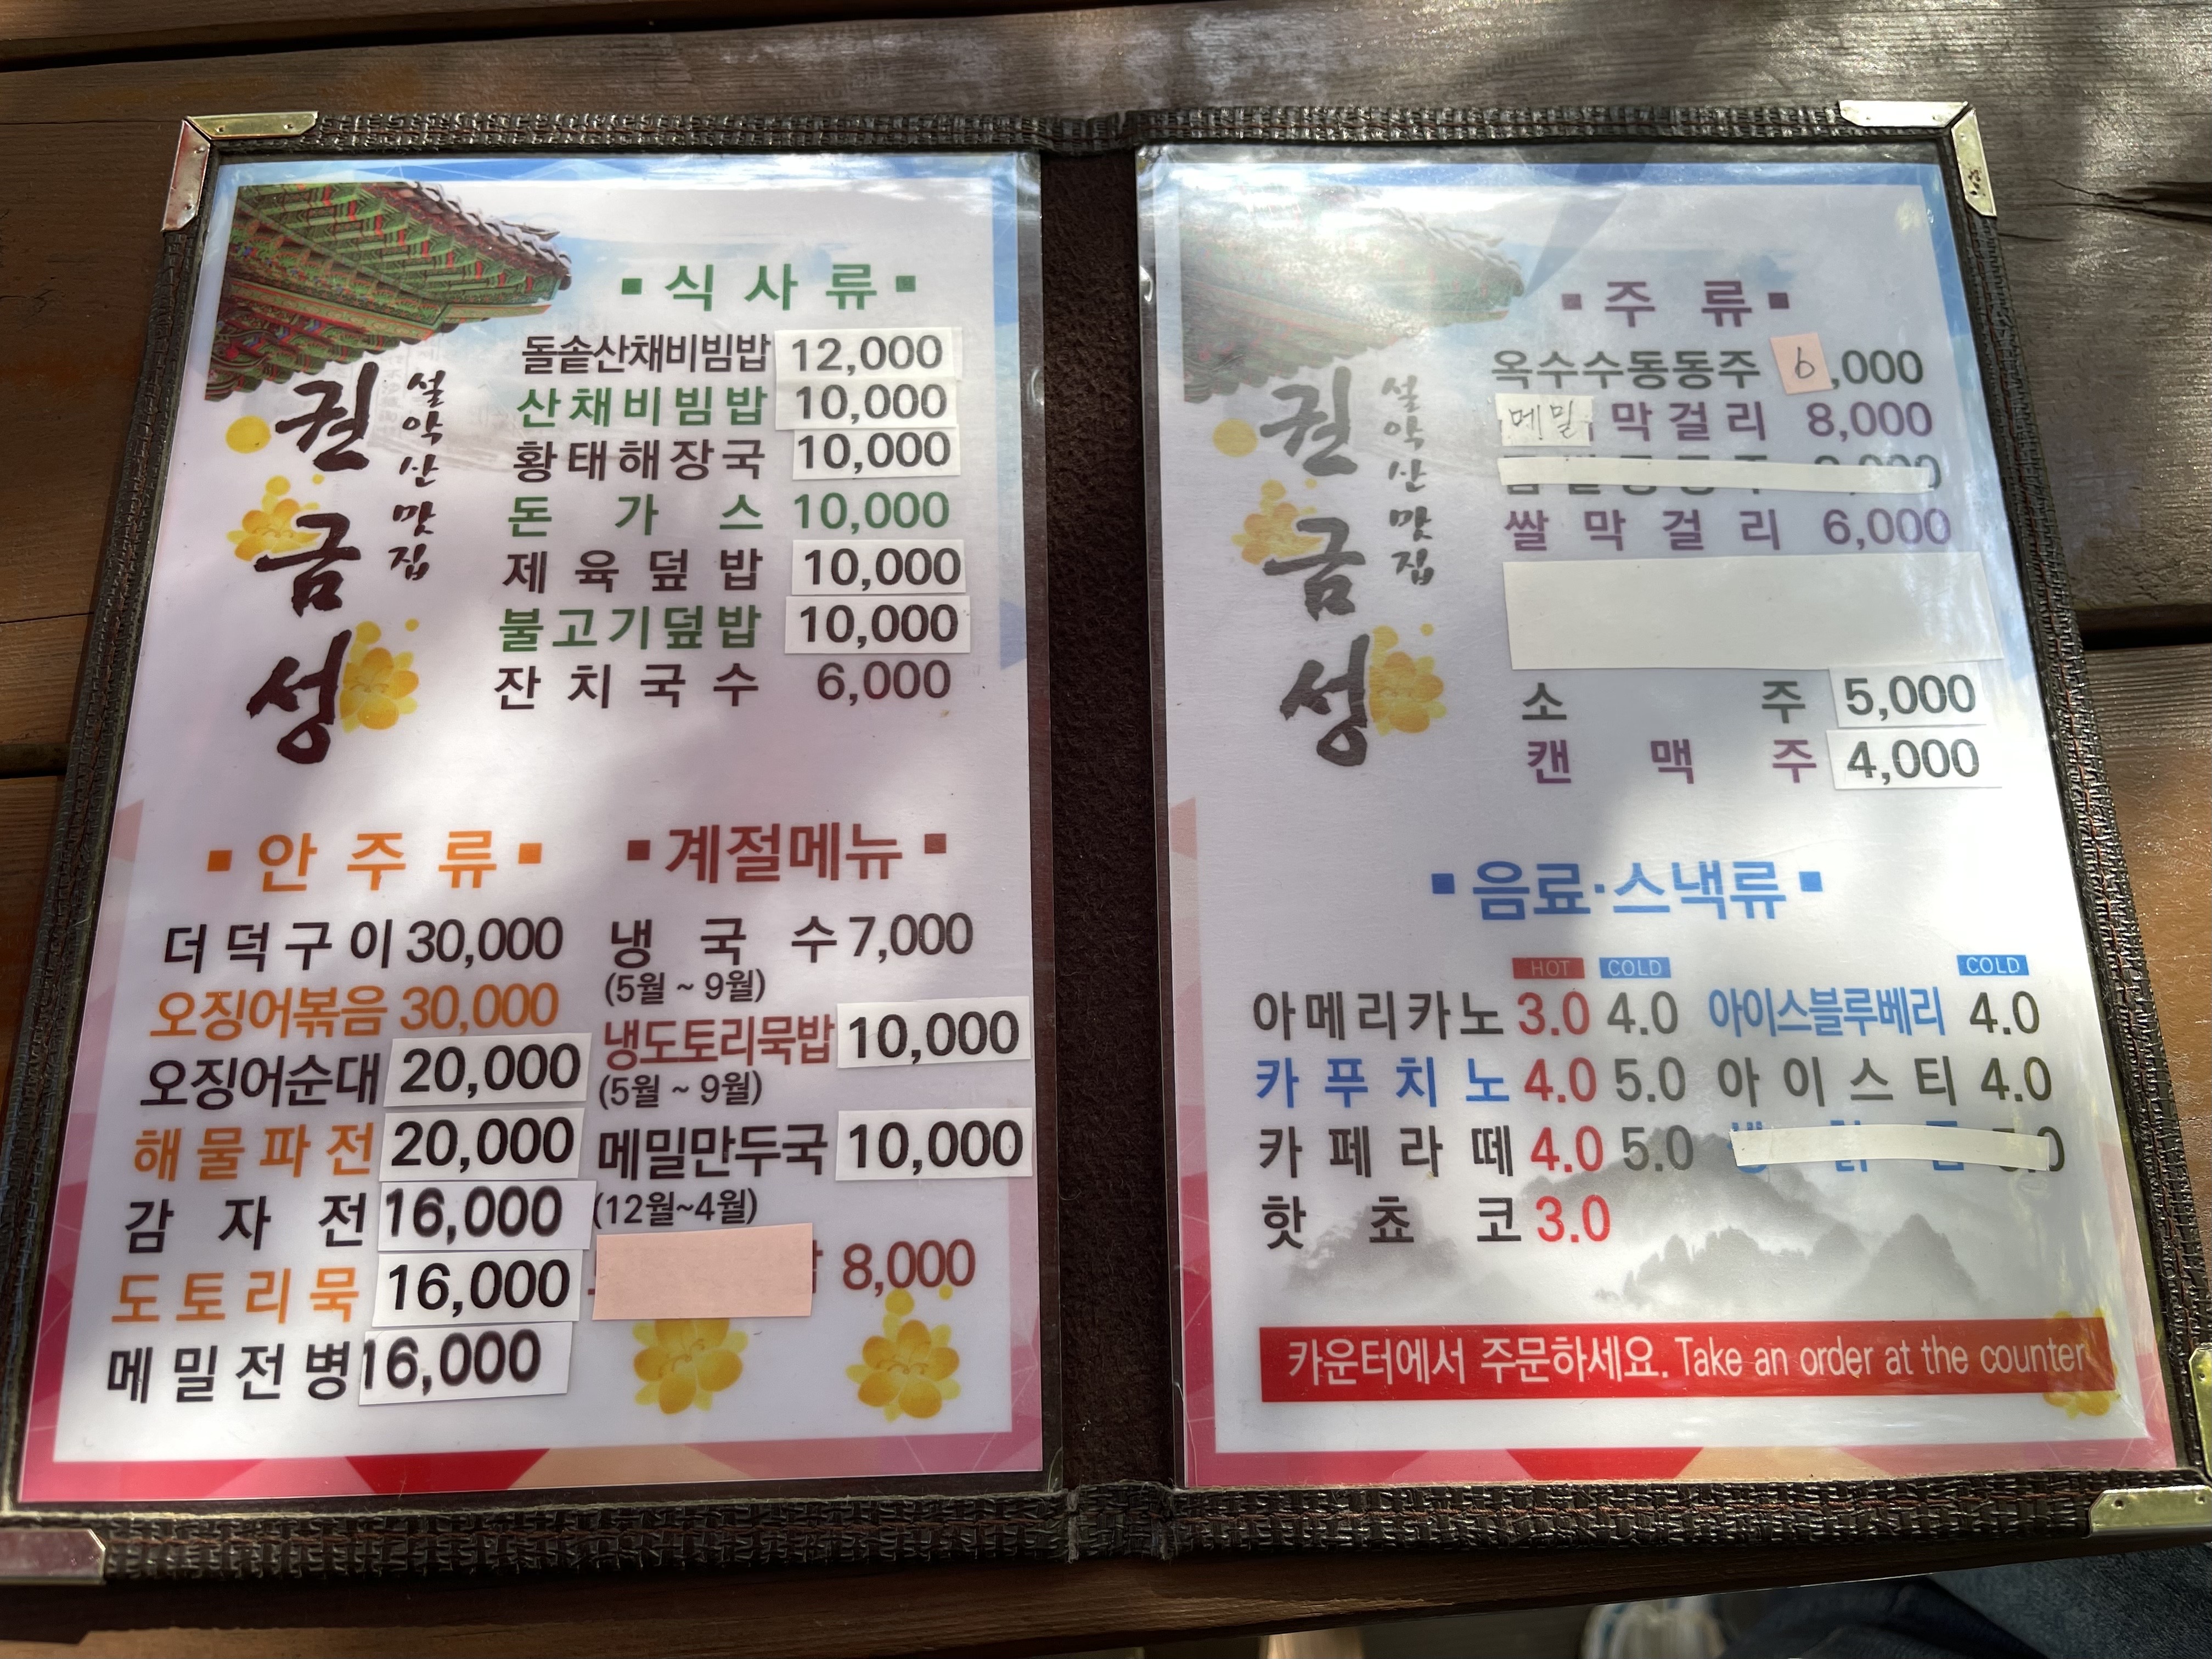 권금성
설악산맛집
▪식사류▪
돌솥산채비빔밥 12,000
산채비빔밥 10,000
황태해장국 10,000
돈가스 10,000
제육덮밥 10,000
불고기덮밥 10,000
잔치국수 6,000
▪안주류▪
더덕구이 30,000
오징어볶음 30,000
오징어순대 20,000
해물파전 20,000
감자전 16,000
도토리묵 16,000
메밀전병 16,000
▪계절메뉴▪
냉국수 7,000
(5월 ~ 9월)
냉도토리묵밥 10,000
(5월 ~ 9월)
메밀만두국 10,000
(12월~4월)
8,000
권금성
설악산맛집
▪주류▪
옥수수동동주 6,000
메밀 막걸리 8,000
쌀막걸리 6,000
소주 5,000
캔맥주 4,000
▪음료·스낵류▪
HOT COLD
아메리카노 3.0 4.0
카푸치노 4.0 5.0
카페라떼 4.0 5.0
핫쵸코 3.0
COLD
아이스블루베리 4.0
아이스티 4.0
카운터에서 주문하세요. Take an order at the counter